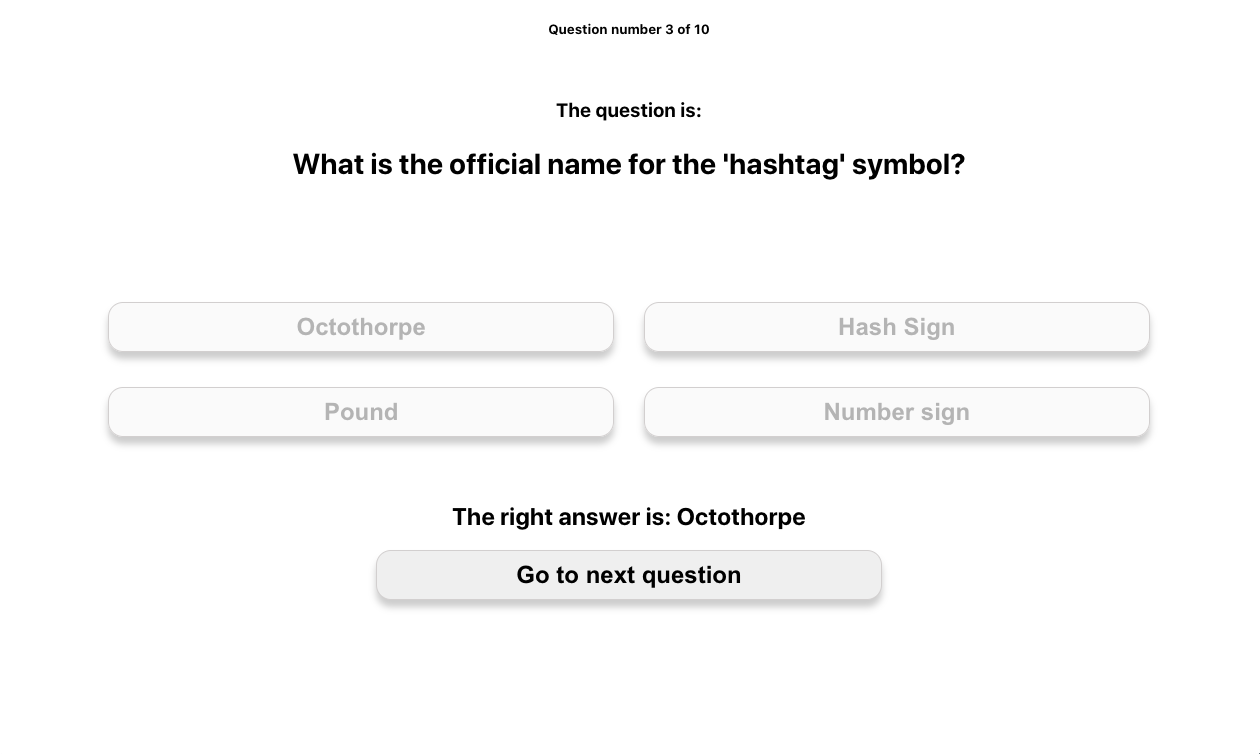 Question number 3 of 10
The question is:
What is the official name for the 'hashtag' symbol?
Octothorpe
Hash Sign
Pound
Number sign
The right answer is: Octothorpe
Go to next question